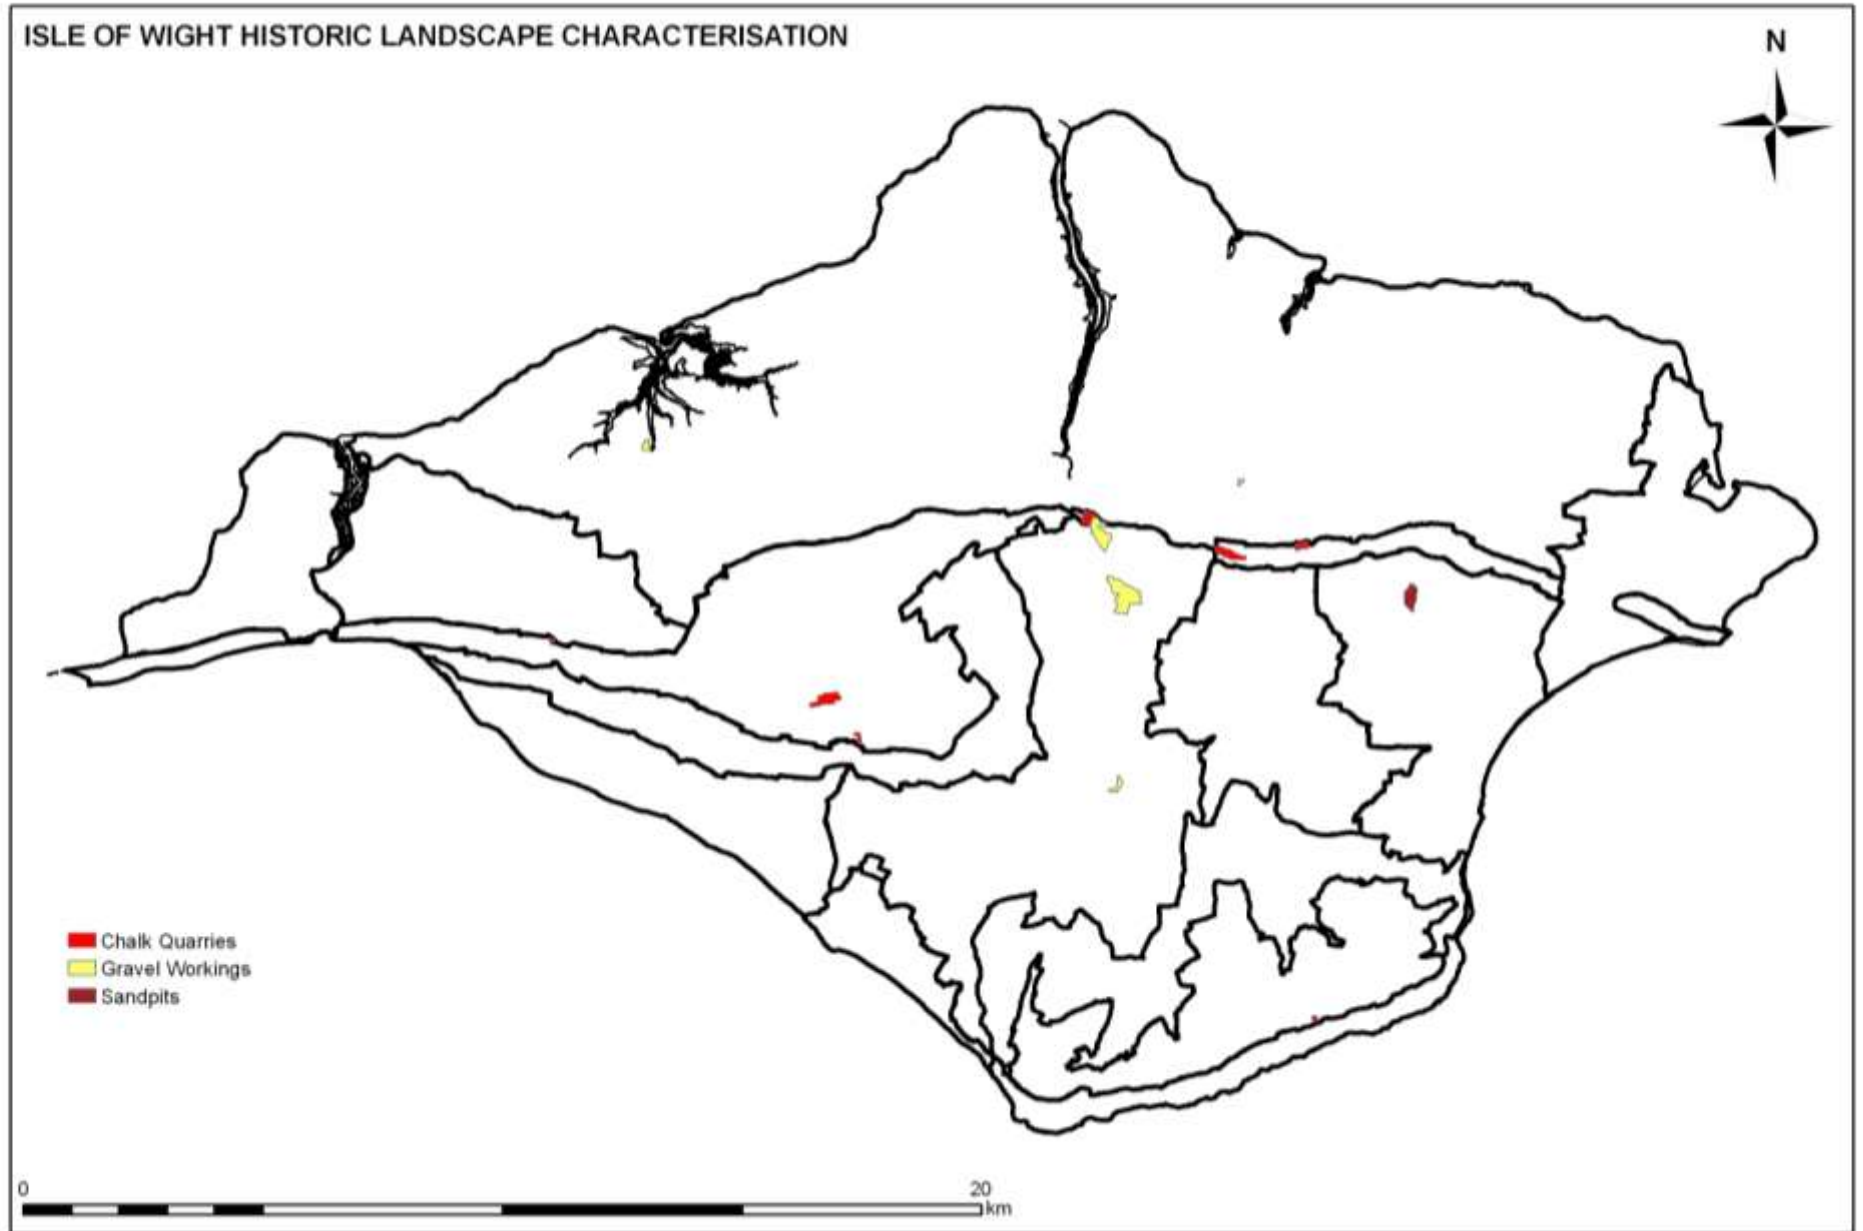 ISLE OF WIGHT HISTORIC LANDSCAPE CHARACTERISATION
N
Chalk Quarries
Gravel Workings
Sandpits
0 20
km